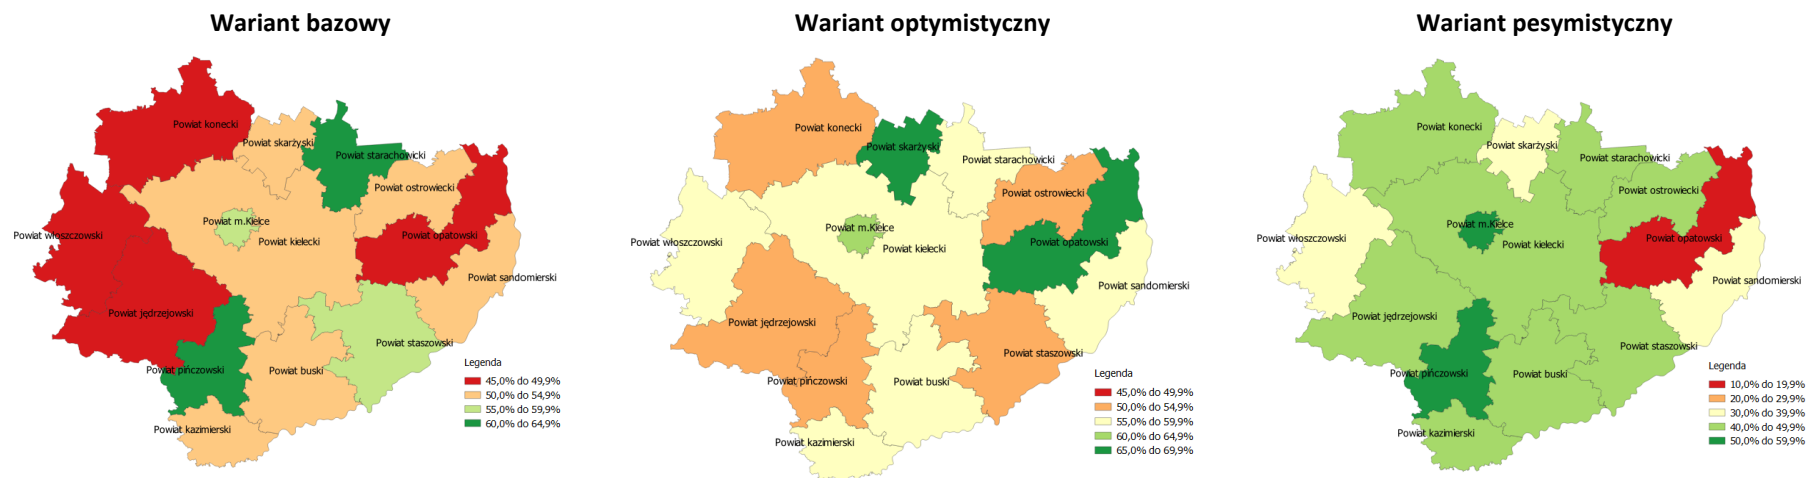 Wariant bazowy
Powiat konecki
Powiat skarżyski
Powiat starachowicki
Powiat ostrowiecki
Powiat m.Kielce
Powiat włoszczowski
Powiat kielecki
Powiat opatowski
Powiat sandomierski
Powiat jędrzejowski
Powiat staszowski
Powiat pińczowski
Powiat buski
Powiat kazimierski
Legenda
45,0% do 49,9%
50,0% do 54,9%
55,0% do 59,9%
60,0% do 64,9%
Wariant optymistyczny
Powiat konecki
Powiat skarżyski
Powiat starachowicki
Powiat ostrowiecki
Powiat m.Kielce
Powiat włoszczowski
Powiat kielecki
Powiat opatowski
Powiat sandomierski
Powiat jędrzejowski
Powiat staszowski
Powiat pińczowski
Powiat buski
Powiat kazimierski
Legenda
45,0% do 49,9%
50,0% do 54,9%
55,0% do 59,9%
60,0% do 64,9%
65,0% do 69,9%
Wariant pesymistyczny
Powiat konecki
Powiat skarżyski
Powiat starachowicki
Powiat ostrowiecki
Powiat m.Kielce
Powiat włoszczowski
Powiat kielecki
Powiat opatowski
Powiat sandomierski
Powiat jędrzejowski
Powiat staszowski
Powiat pińczowski
Powiat buski
Powiat kazimierski
Legenda
10,0% do 19,9%
20,0% do 29,9%
30,0% do 39,9%
40,0% do 49,9%
50,0% do 59,9%